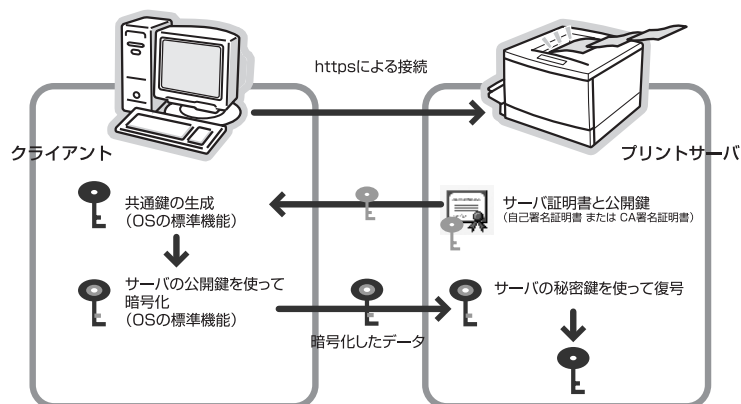 httpsによる接続
クライアント
プリントサーバ
共通鍵の生成
(OSの標準機能)
サーバ証明書と公開鍵
(自己署名証明書 または CA署名証明書)
サーバの公開鍵を使って
暗号化
(OSの標準機能)
サーバの秘密鍵を使って復号
暗号化したデータ